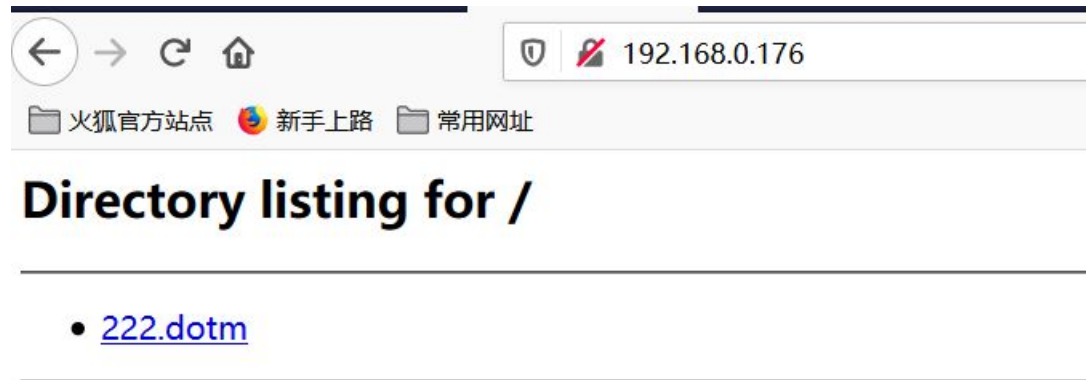 192.168.0.176
火狐官方站点 新手上路 常用网址
Directory listing for /
222.dotm